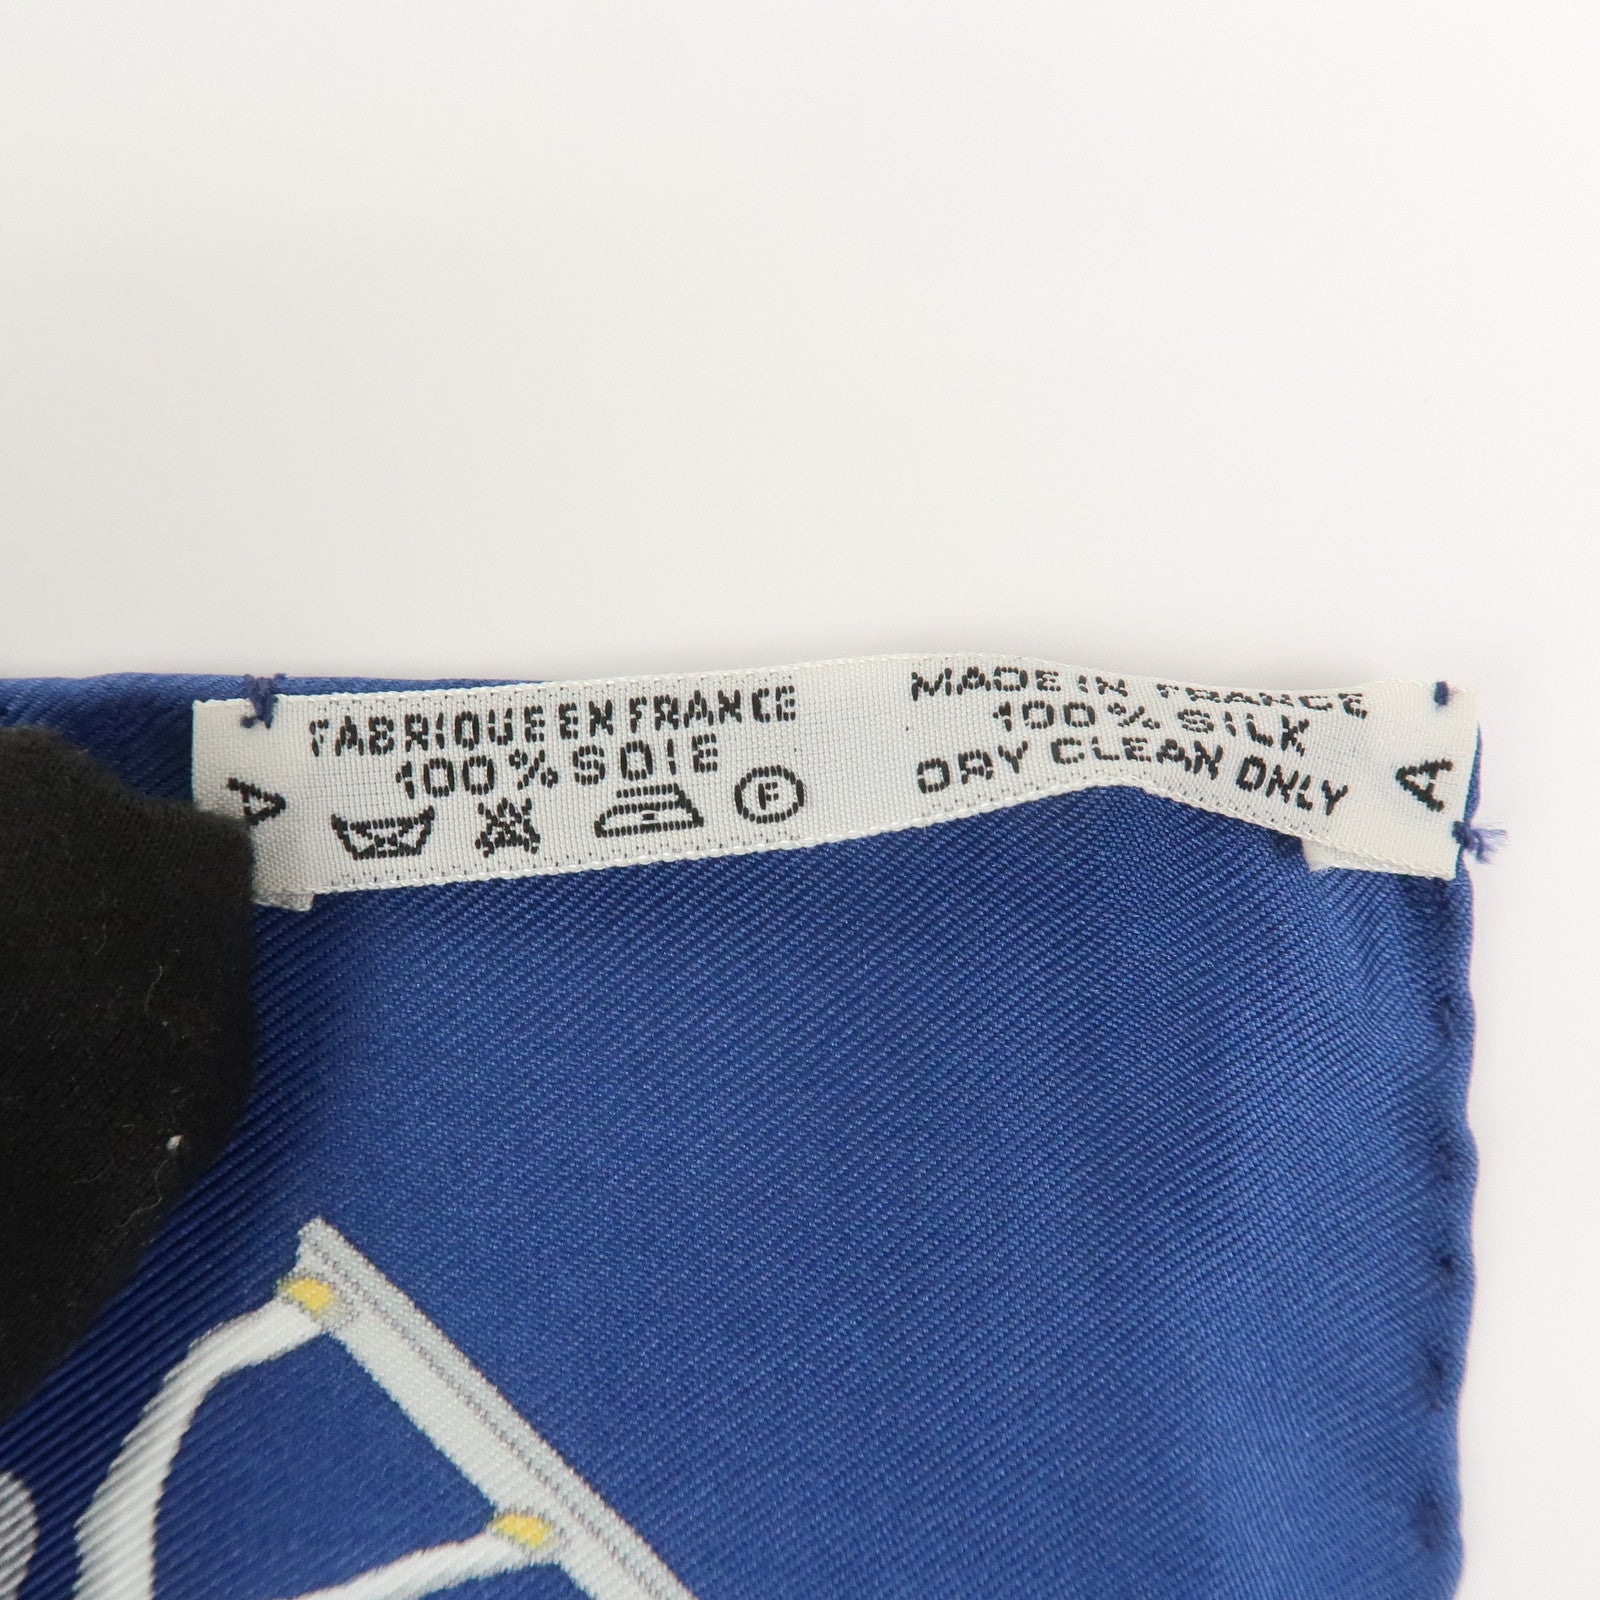 FABRIQUE EN FRANCE
100% SOIE
F
A
MADE IN FRANCE
100% SILK
DRY CLEAN ONLY
A